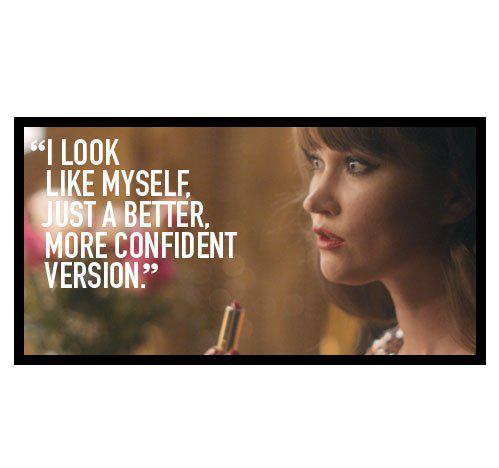 “I LOOK
LIKE MYSELF,
JUST A BETTER,
MORE CONFIDENT
VERSION.”